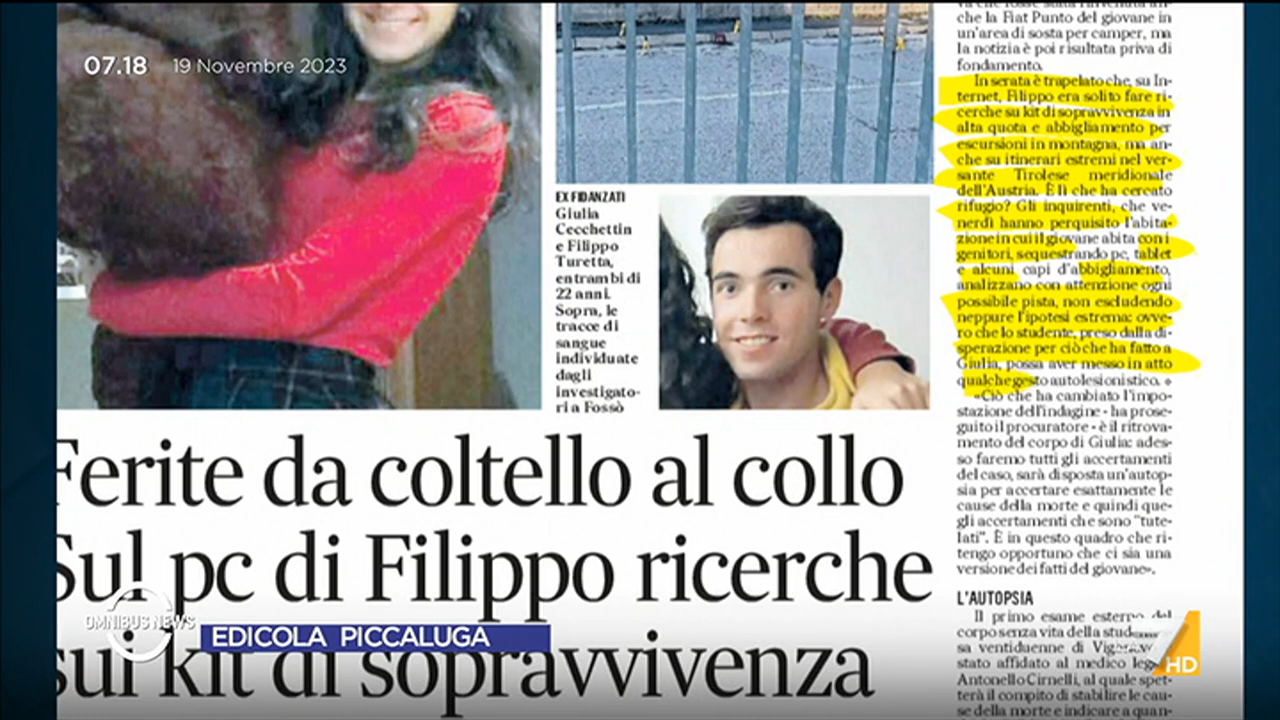 07.18 19 Novembre 2023
EX FIDANZATI
Giulia
Cecchettin
e Filippo
Turetta,
entrambi di
22 anni.
Sopra, le
tracce di
sangue
individuate
dagli
investigato-
ri a Fossò
Ferite da coltello al collo
Sul pc di Filippo ricerche
sui kit di sopravvivenza
che la Fiat Punto del giovane in
un'area di sosta per camper, ma
la notizia è poi risultata priva di
fondamento.
In serata è trapelato che, su In-
ternet, Filippo era solito fare ri-
cerche su kit di sopravvivenza in
alta quota e abbigliamento per
escursioni in montagna, ma an-
che su itinerari estremi nel ver-
sante Tirolese meridionale
dell'Austria. È lì che ha cercato
rifugio? Gli inquirenti, che ve-
nerdì hanno perquisito l'abita-
zione in cui il giovane abita con i
genitori, sequestrando pc, tablet
e alcuni capi d'abbigliamento,
analizzano con attenzione ogni
possibile pista, non escludendo
neppure l'ipotesi estrema: ovve-
ro che lo studente, preso dalla di-
sperazione per ciò che ha fatto a
Giulia, possa aver messo in atto
qualche gesto autolesionistico. »
«Ciò che ha cambiato l'impo-
stazione dell'indagine - ha prose-
guito il procuratore - è il ritrova-
mento del corpo di Giulia: ades-
so faremo tutti gli accertamenti
del caso, sarà disposta un'autop-
sia per accertare esattamente le
cause della morte e quindi que-
gli accertamenti che sono "tute-
lati". È in questo quadro che ri-
tengo opportuno che ci sia una
versione dei fatti del giovane».
L'AUTOPSIA
Il primo esame esterno del
corpo senza vita della
sa ventiduenne di
stato affidato al medico
Antonello Cirnelli, al quale spet-
terà il compito di stabilire le cau-
se della morte e indicare a quan-
OMNIBUS NEWS
EDICOLA PICCALUGA
HD